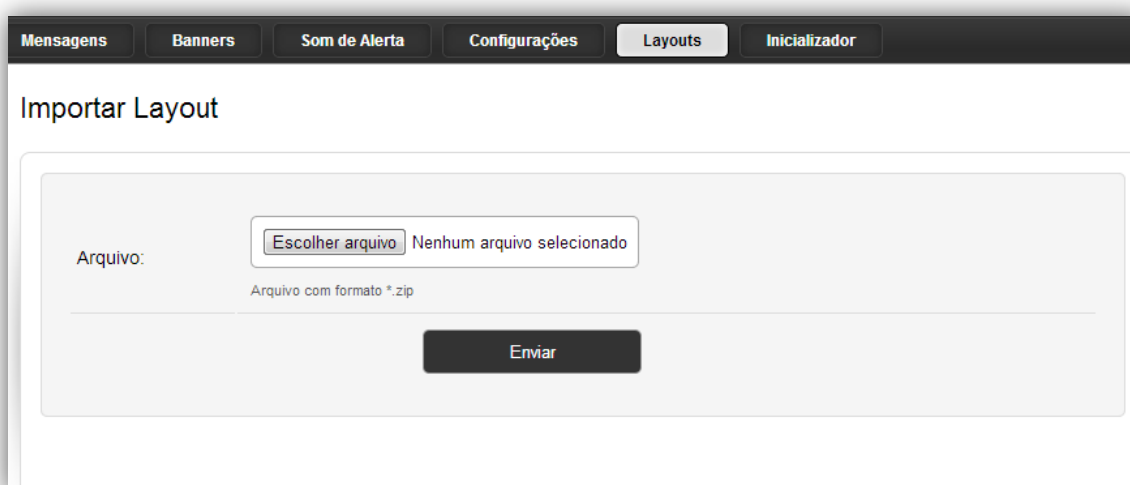 Mensagens Banners Som de Alerta Configurações Layouts Inicializador
Importar Layout
Arquivo: Escolher arquivo Nenhum arquivo selecionado
Arquivo com formato *.zip
Enviar